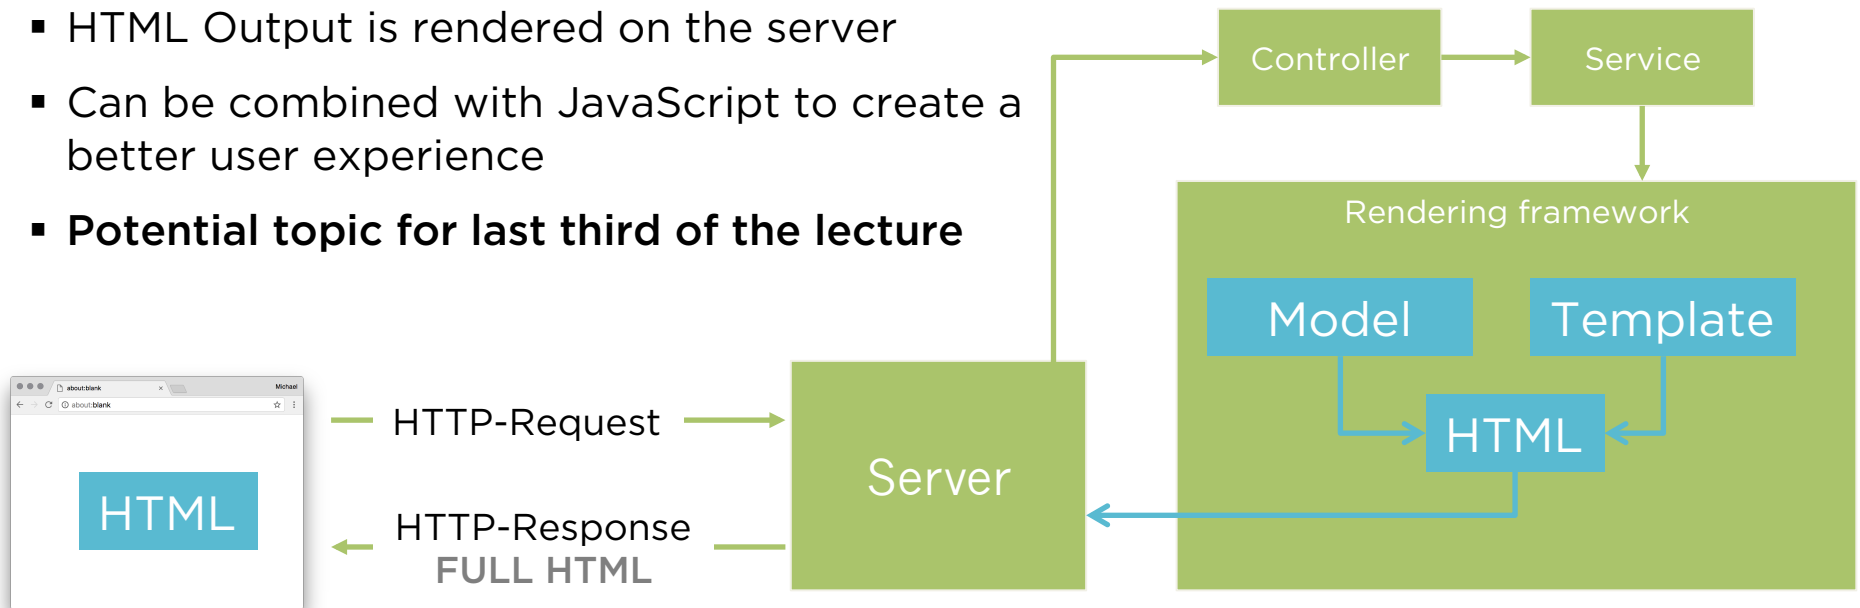 ▪ HTML Output is rendered on the server
▪ Can be combined with JavaScript to create a
better user experience
▪ Potential topic for last third of the lecture
Controller
Service
Rendering framework
Model
Template
HTML
about:blank
Michael
about:blank
HTML
HTTP-Request
HTTP-Response
FULL HTML
Server